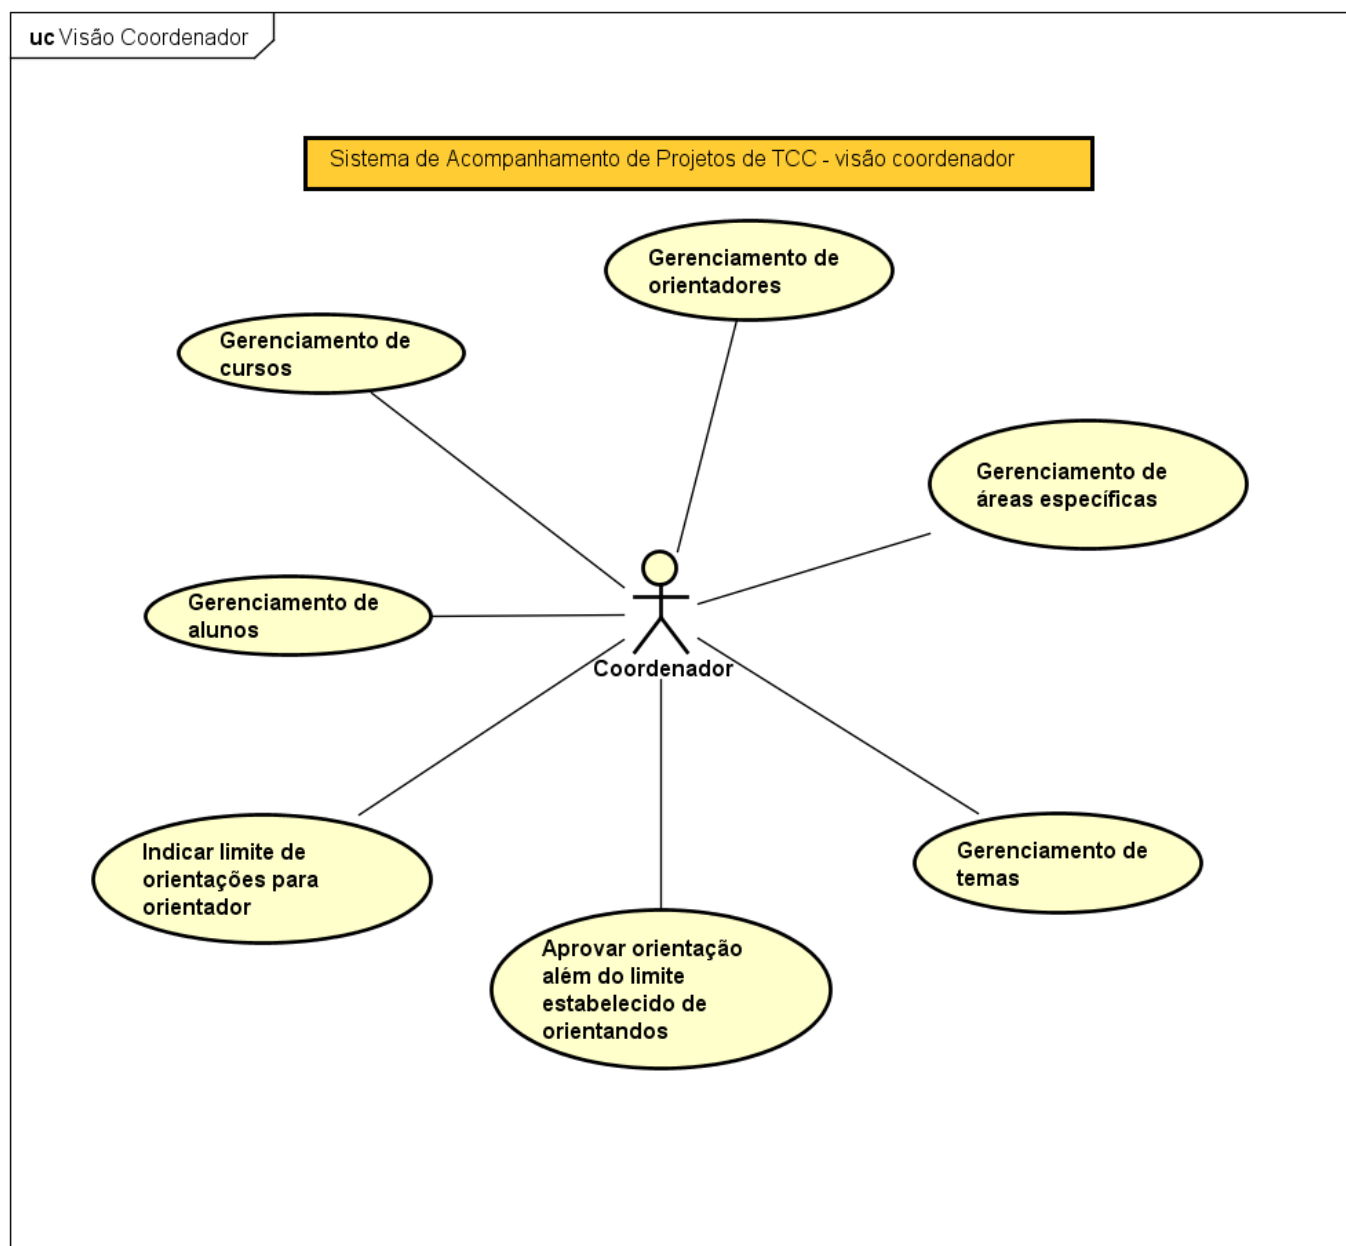 uc Visão Coordenador
Sistema de Acompanhamento de Projetos de TCC - visão coordenador
Gerenciamento de
orientadores
Gerenciamento de
cursos
Gerenciamento de
áreas específicas
Gerenciamento de
alunos
Coordenador
Indicar limite de
orientações para
orientador
Gerenciamento de
temas
Aprovar orientação
além do limite
estabelecido de
orientandos